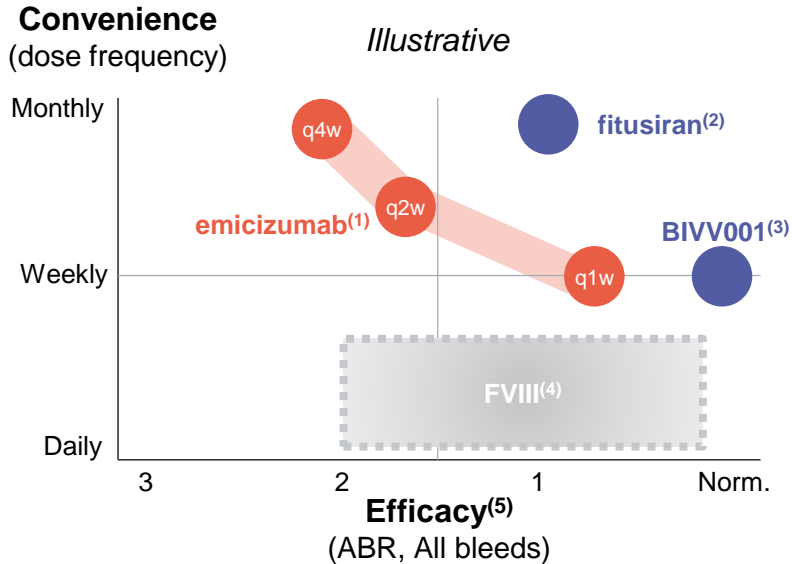 Convenience
(dose frequency)
Illustrative
Monthly
q4w
fitusiran(2)
q2w
emicizumab(1)
BIVV001(3)
Weekly
q1w
FVIII(4)
Daily
3 2 1 Norm.
Efficacy(5)
(ABR, All bleeds)